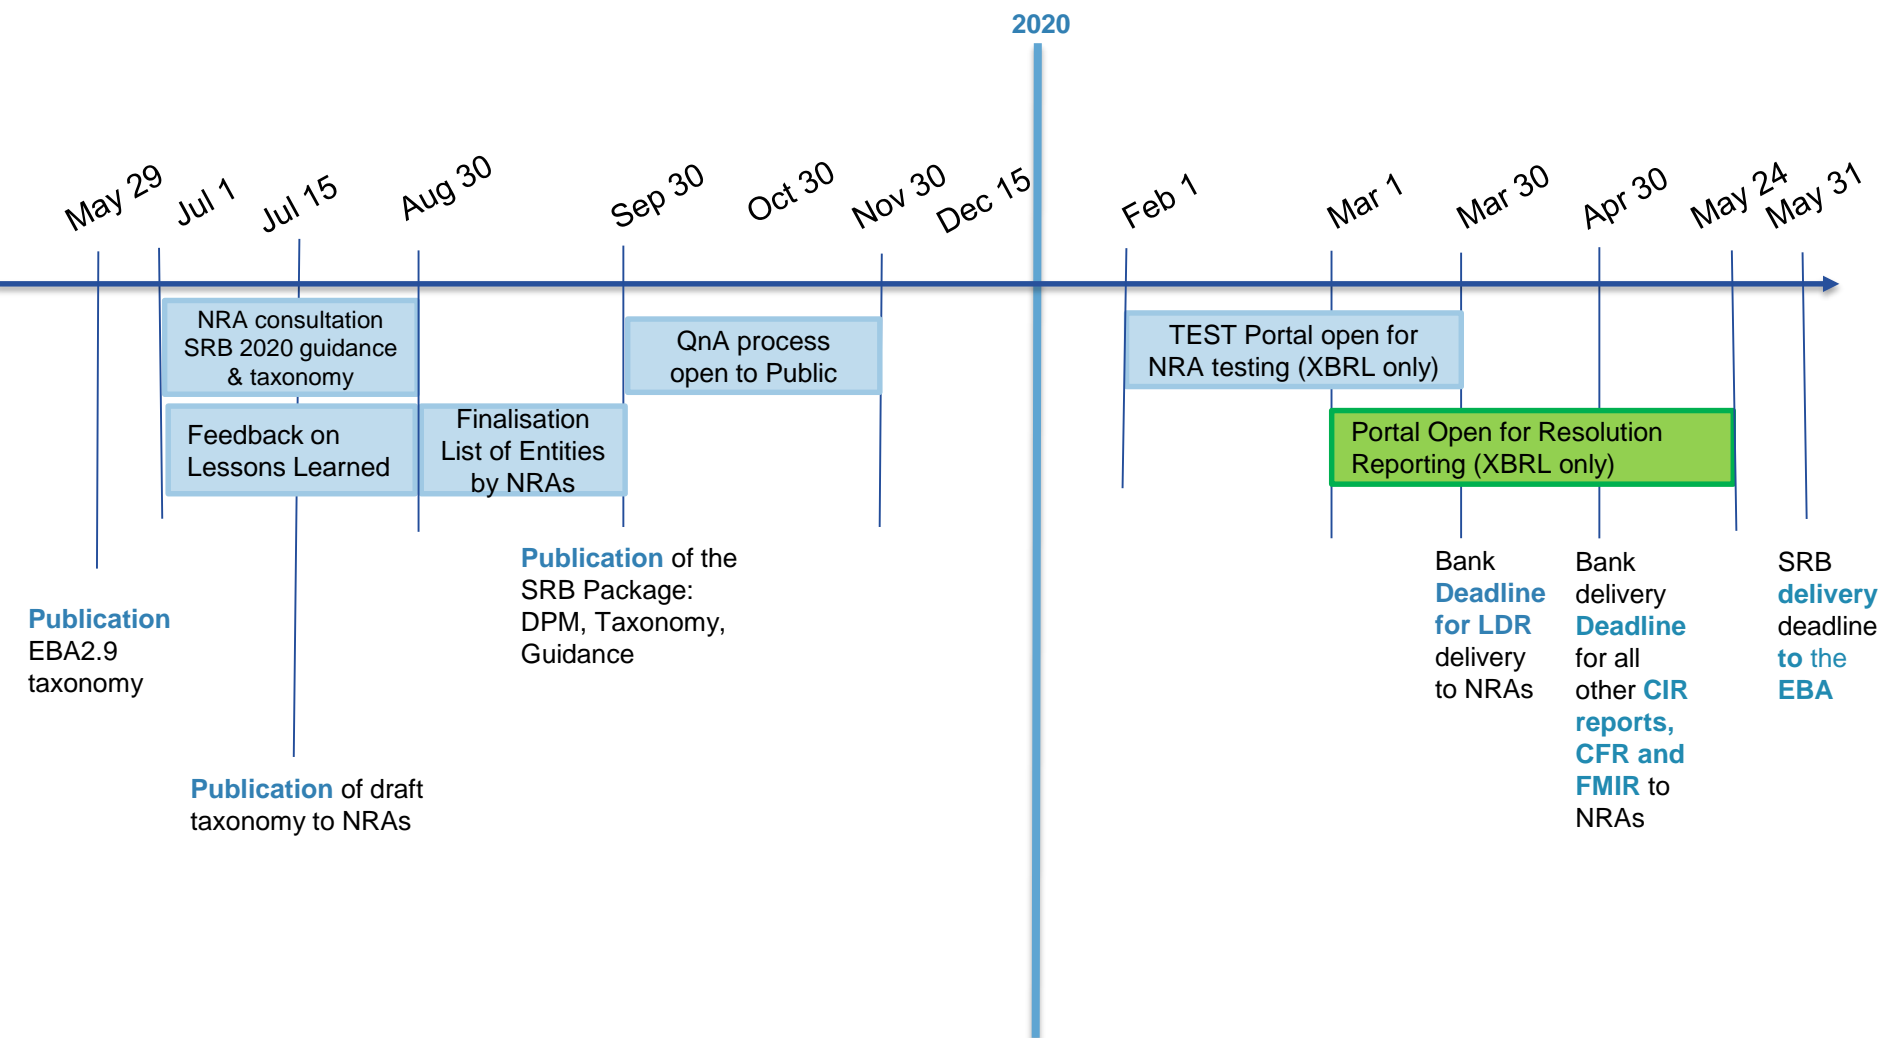 2020
May 29
Jul 1
Jul 15
Aug 30
Sep 30
Oct 30
Nov 30
Dec 15
Feb 1
Mar 1
Mar 30
Apr 30
May 24
May 31
NRA consultation
SRB 2020 guidance
& taxonomy
Feedback on
Lessons Learned
Finalisation
List of Entities
by NRAs
QnA process
open to Public
TEST Portal open for
NRA testing (XBRL only)
Portal Open for Resolution
Reporting (XBRL only)
Publication
EBA2.9
taxonomy
Publication of draft
taxonomy to NRAs
Publication of the
SRB Package:
DPM, Taxonomy,
Guidance
Bank
Deadline
for LDR
delivery
to NRAs
Bank
delivery
Deadline
for all
other CIR
reports,
CFR and
FMIR to
NRAs
SRB
delivery
deadline
to the
EBA